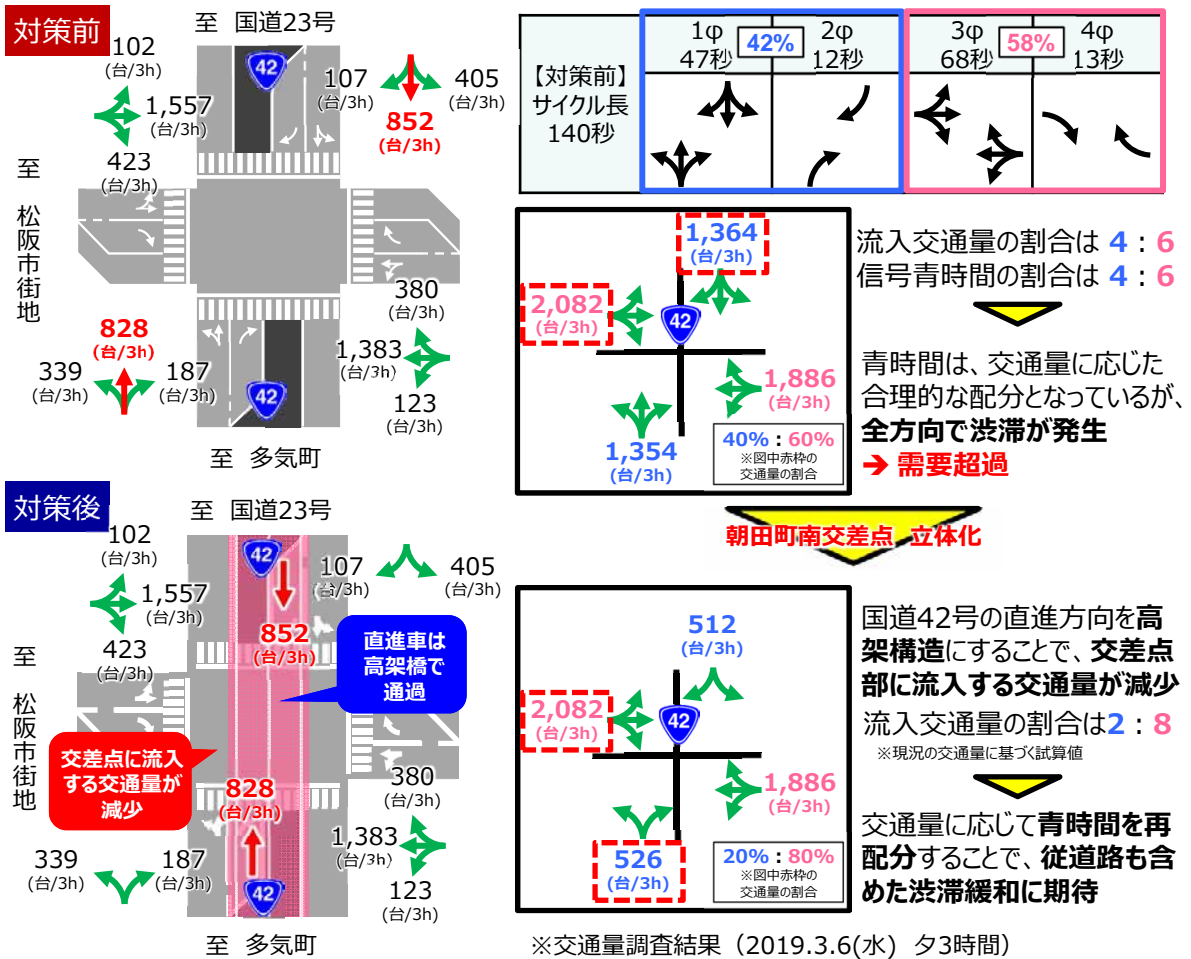 対策前
至 国道23号
102
(台/3h)
1,557
(台/3h)
423
(台/3h)
42
107
(台/3h)
405
(台/3h)
852
(台/3h)
至 松阪市街地
828
(台/3h)
339
(台/3h)
187
(台/3h)
42
380
(台/3h)
1,383
(台/3h)
123
(台/3h)
至 多気町
【対策前】
サイクル長
140秒
1φ
47秒
42%
2φ
12秒
3φ
68秒
58%
4φ
13秒
1,364
(台/3h)
2,082
(台/3h)
42
1,886
(台/3h)
1,354
(台/3h)
40%:60%
※図中赤枠の
交通量の割合
流入交通量の割合は 4:6
信号青時間の割合は 4:6
青時間は、交通量に応じた
合理的な配分となっているが、
全方向で渋滞が発生
➔ 需要超過
朝田町南交差点 立体化
対策後
至 国道23号
102
(台/3h)
1,557
(台/3h)
423
(台/3h)
42
107
(台/3h)
405
(台/3h)
852
(台/3h)
直進車は
高架橋で
通過
至 松阪市街地
交差点に流入
する交通量が
減少
828
(台/3h)
339
(台/3h)
187
(台/3h)
42
380
(台/3h)
1,383
(台/3h)
123
(台/3h)
至 多気町
512
(台/3h)
2,082
(台/3h)
42
1,886
(台/3h)
526
(台/3h)
20%:80%
※図中赤枠の
交通量の割合
国道42号の直進方向を高
架構造にすることで、交差点
部に流入する交通量が減少
流入交通量の割合は2:8
※現況の交通量に基づく試算値
交通量に応じて青時間を再
配分することで、従道路も含
めた渋滞緩和に期待
※交通量調査結果（2019.3.6(水) 夕3時間）